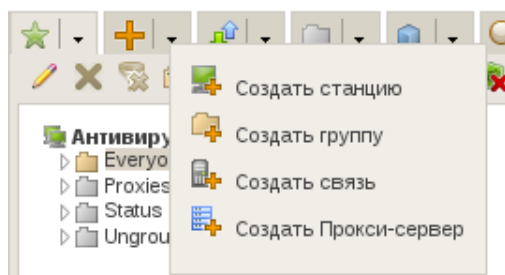 Создать станцию
Создать группу
Создать связь
Создать Прокси-сервер
Антивиру
Everyo
Proxies
Status
Ungrou